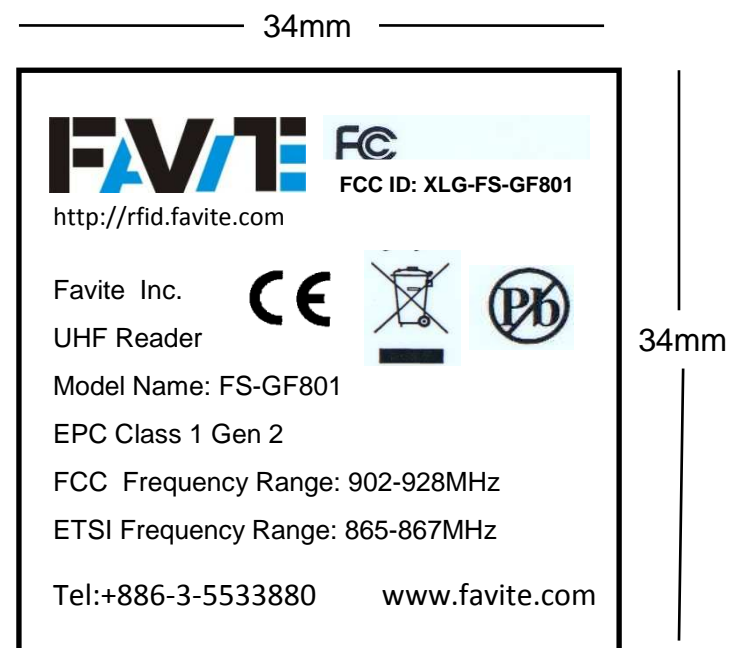 34mm
FAVITE
FC
FCC ID: XLG-FS-GF801
http://rfid.favite.com
Favite Inc.
CE
Pb
UHF Reader
34mm
Model Name: FS-GF801
EPC Class 1 Gen 2
FCC Frequency Range: 902-928MHz
ETSI Frequency Range: 865-867MHz
Tel:+886-3-5533880 www.favite.com